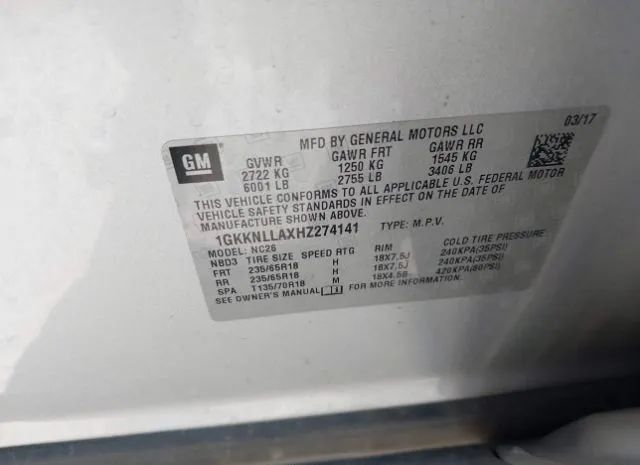 03/17
MFD BY GENERAL MOTORS LLC
GM
GVWR GAWR FRT GAWR RR
2722 KG 1250 KG 1545 KG
6001 LB 2755 LB 3406 LB
THIS VEHICLE CONFORMS TO ALL APPLICABLE U.S. FEDERAL MOTOR
VEHICLE SAFETY STANDARDS IN EFFECT ON THE DATE OF
MANUFACTURE SHOWN ABOVE.
1GKKNLLAXHZ274141 TYPE: M.P.V.
MODEL: NC26
NBD3 TIRE SIZE SPEED RTG RIM COLD TIRE PRESSURE
FRT 235/65R18 H 18X7.5J 240KPA(35PSI)
RR 235/65R18 H 18X7.5J 240KPA(35PSI)
SPA T135/70R18 M 18X4.5B 420KPA(60PSI)
SEE OWNER'S MANUAL FOR MORE INFORMATION.